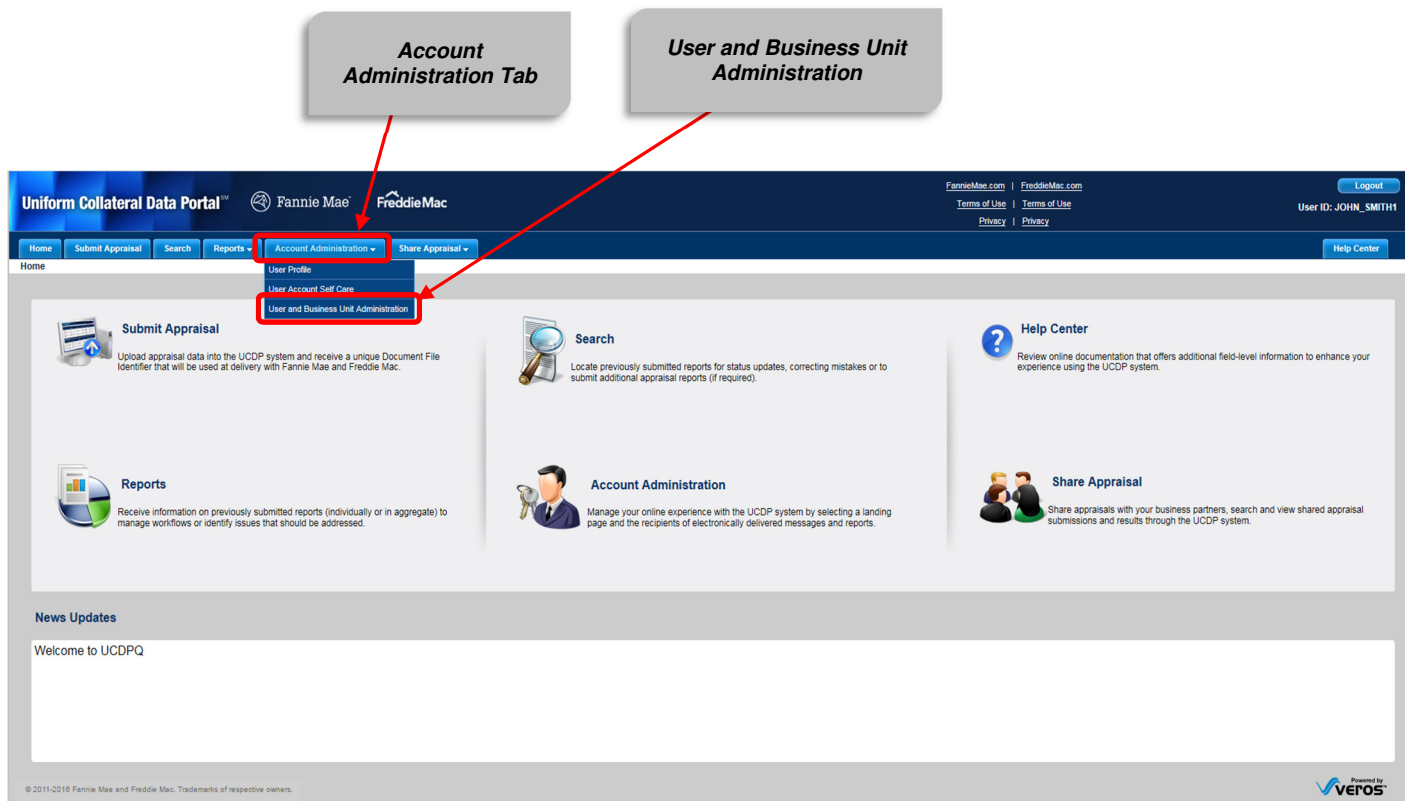 Account
Administration Tab
User and Business Unit
Administration
Uniform Collateral Data Portal℠
Fannie Mae®
Freddie Mac
FannieMae.com | FreddieMac.com
Terms of Use | Terms of Use
Privacy | Privacy
Logout
User ID: JOHN_SMITH1
Home
Submit Appraisal
Search
Reports
Account Administration
Share Appraisal
Help Center
Home
User Profile
User Account Self Care
User and Business Unit Administration
Submit Appraisal
Upload appraisal data into the UCDP system and receive a unique Document File
Identifier that will be used at delivery with Fannie Mae and Freddie Mac.
Search
Locate previously submitted reports for status updates, correcting mistakes or to
submit additional appraisal reports (if required).
Help Center
Review online documentation that offers additional field-level information to enhance your
experience using the UCDP system.
Reports
Receive information on previously submitted reports (individually or in aggregate) to
manage workflows or identify issues that should be addressed.
Account Administration
Manage your online experience with the UCDP system by selecting a landing
page and the recipients of electronically delivered messages and reports.
Share Appraisal
Share appraisals with your business partners, search and view shared appraisal
submissions and results through the UCDP system.
News Updates
Welcome to UCDPQ
© 2011-2016 Fannie Mae and Freddie Mac. Trademarks of respective owners.
Powered by
veros